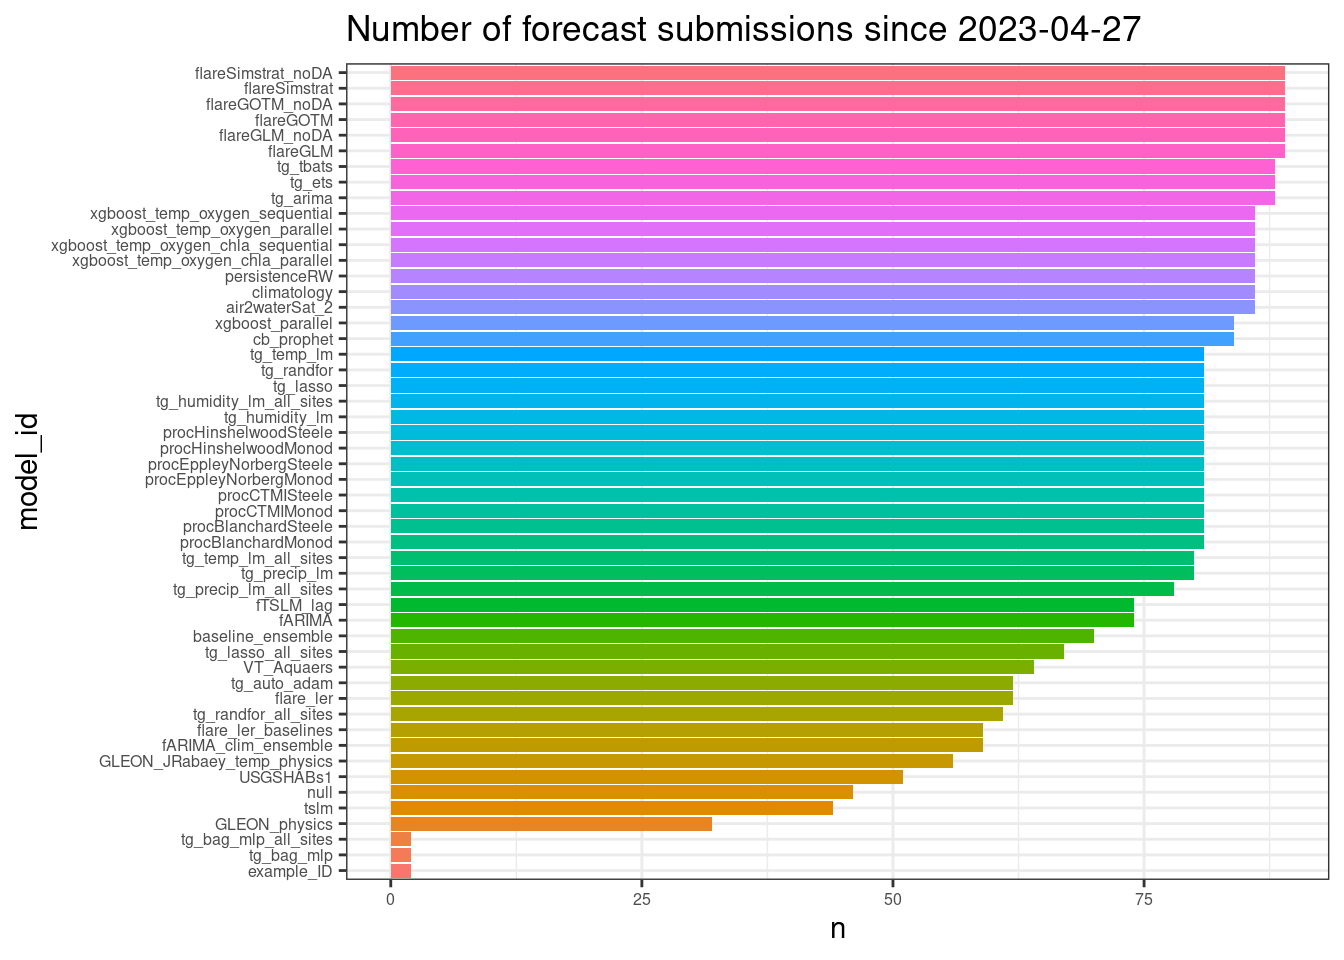 Number of forecast submissions since 2023-04-27
flareSimstrat_noDA
flareSimstrat
flareGOTM_noDA
flareGOTM
flareGLM_noDA
flareGLM
tg_tbats
tg_ets
tg_arima
xgboost_temp_oxygen_sequential
xgboost_temp_oxygen_parallel
xgboost_temp_oxygen_chla_sequential
xgboost_temp_oxygen_chla_parallel
persistenceRW
climatology
air2waterSat_2
xgboost_parallel
cb_prophet
tg_temp_lm
tg_randfor
tg_lasso
tg_humidity_lm_all_sites
tg_humidity_lm
procHinshelwoodSteele
procHinshelwoodMonod
procEppleyNorbergSteele
procEppleyNorbergMonod
procCTMISteele
procCTMIMonod
procBlanchardSteele
procBlanchardMonod
tg_temp_lm_all_sites
tg_precip_lm
tg_precip_lm_all_sites
fTSLM_lag
fARIMA
baseline_ensemble
tg_lasso_all_sites
VT_Aquaers
tg_auto_adam
flare_ler
tg_randfor_all_sites
flare_ler_baselines
fARIMA_clim_ensemble
GLEON_JRabaey_temp_physics
USGSHABs1
null
tslm
GLEON_physics
tg_bag_mlp_all_sites
tg_bag_mlp
example_ID
model_id
0 25 50 75
n